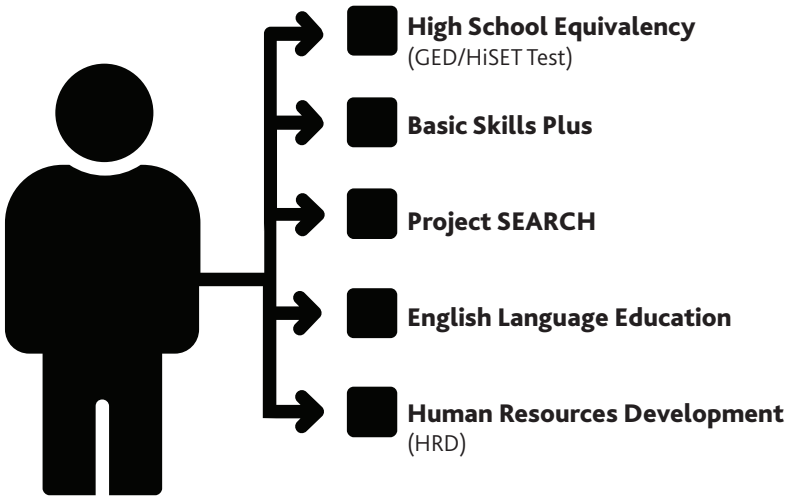 High School Equivalency
(GED/HiSET Test)
Basic Skills Plus
Project SEARCH
English Language Education
Human Resources Development
(HRD)